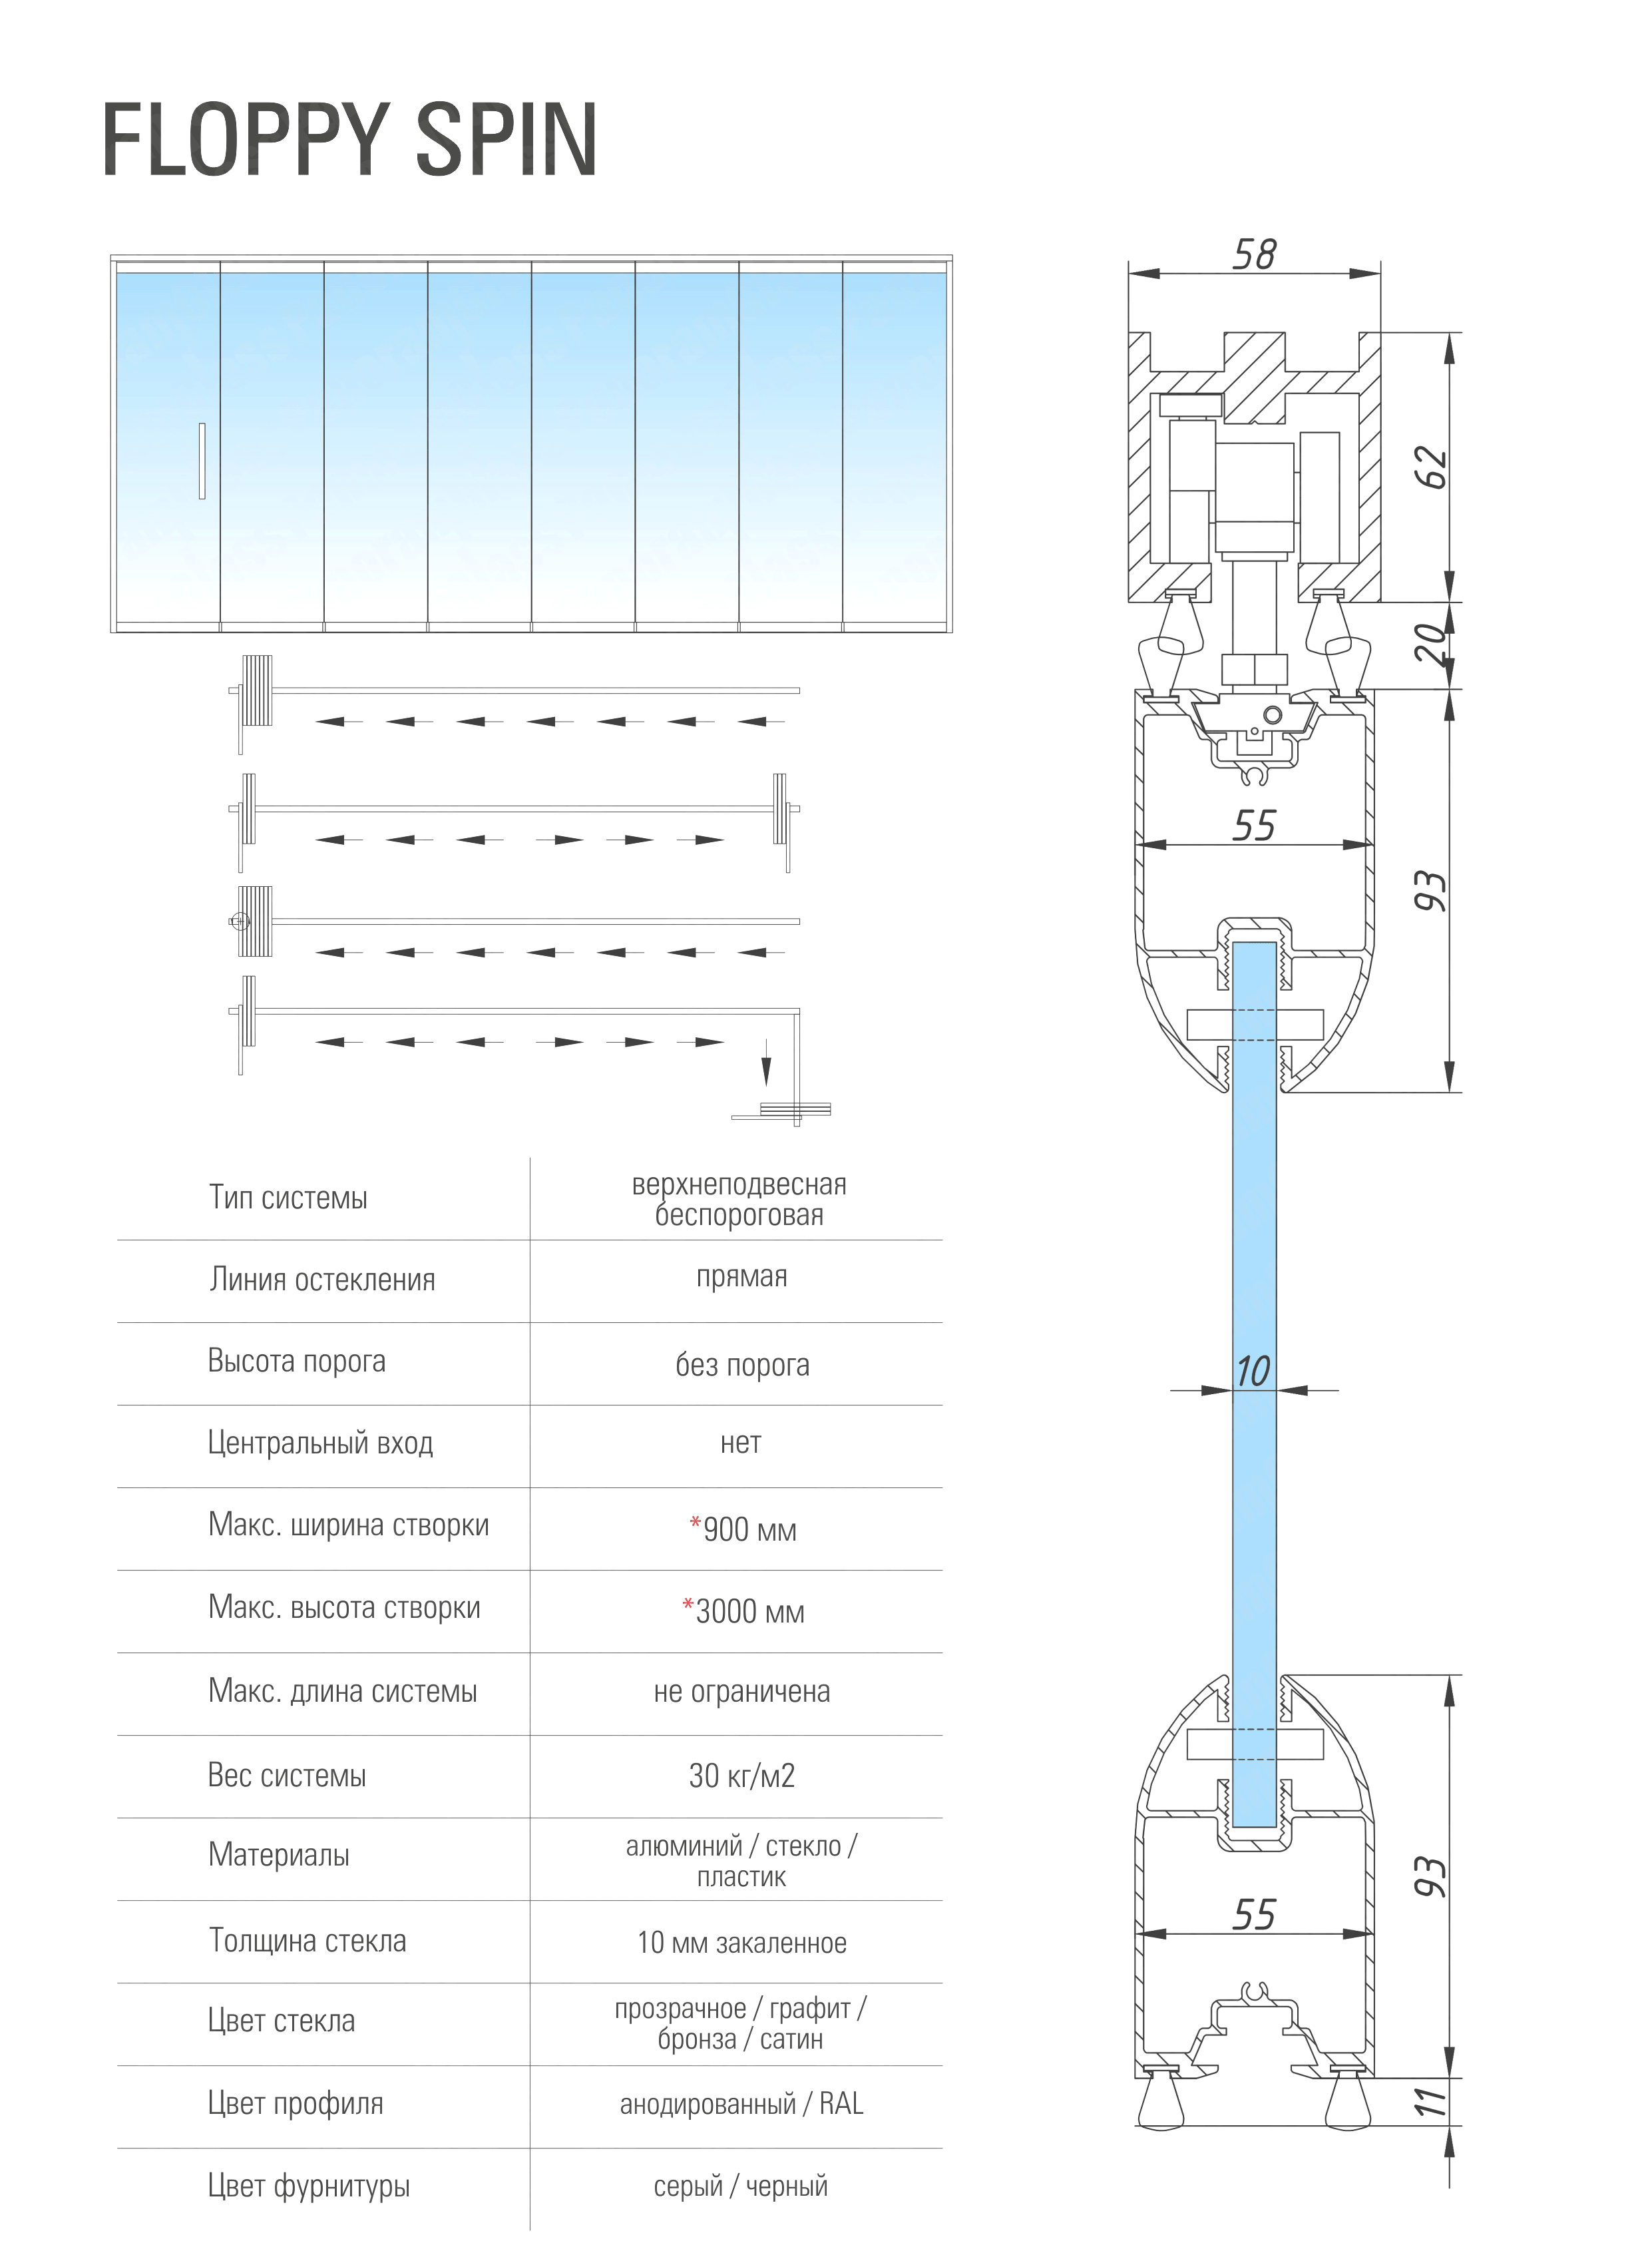 FLOPPY SPIN
58
62
20
55
93
10
93
55
11
Тип системы
верхнеподвесная
беспороговая
Линия остекления
прямая
Высота порога
без порога
Центральный вход
нет
Макс. ширина створки
*900 мм
Макс. высота створки
*3000 мм
Макс. длина системы
не ограничена
Вес системы
30 кг/м2
Материалы
алюминий / стекло /
пластик
Толщина стекла
10 мм закаленное
Цвет стекла
прозрачное / графит /
бронза / сатин
Цвет профиля
анодированный / RAL
Цвет фурнитуры
серый / черный